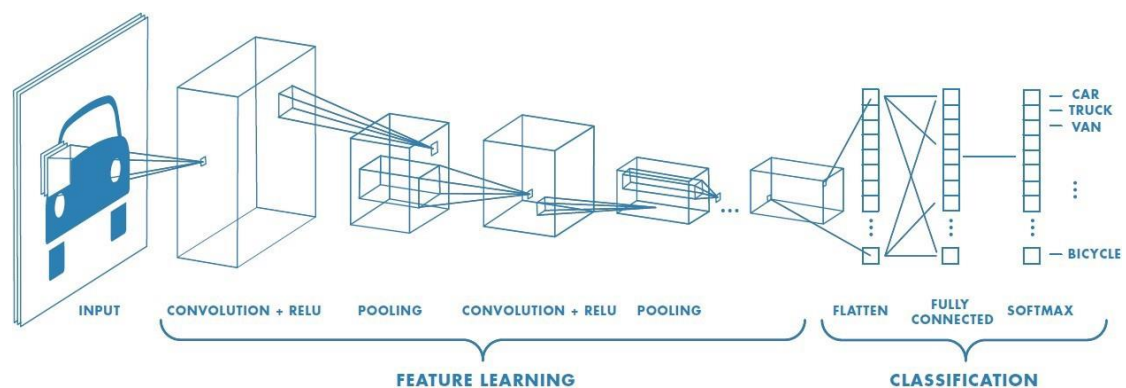 CAR
TRUCK
VAN
BICYCLE
INPUT
CONVOLUTION + RELU
POOLING
CONVOLUTION + RELU
POOLING
FLATTEN
FULLY
CONNECTED
SOFTMAX
FEATURE LEARNING
CLASSIFICATION